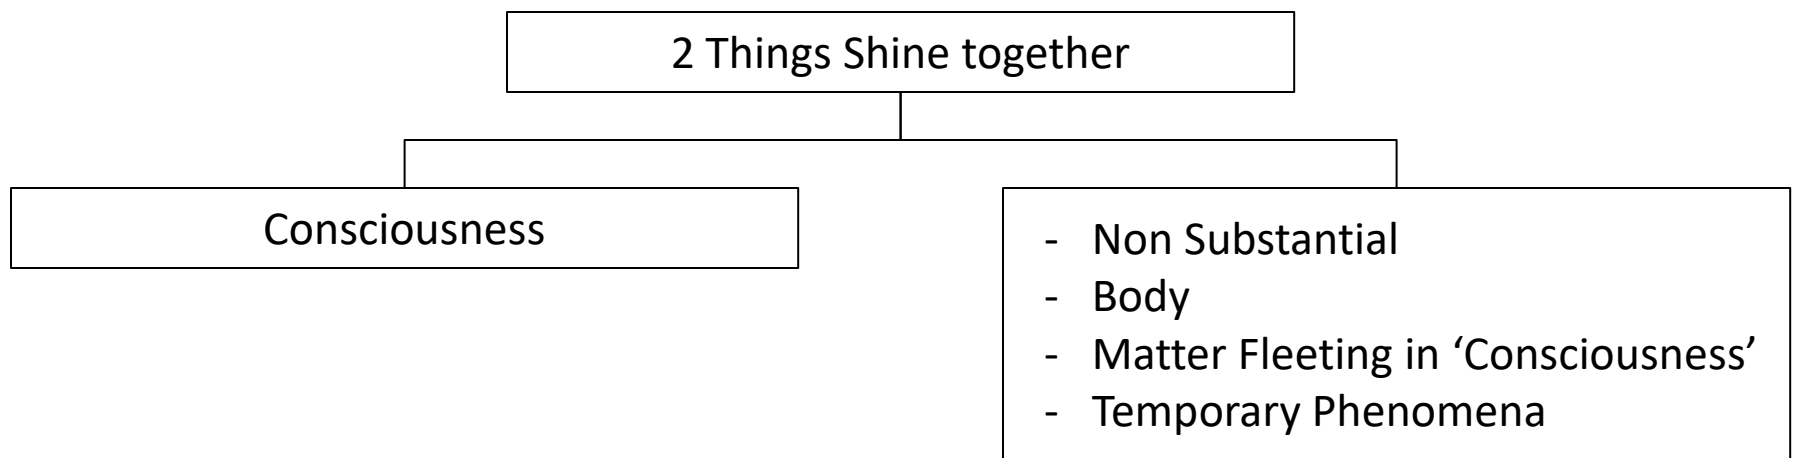 2 Things Shine together
Consciousness
- Non Substantial
- Body
- Matter Fleeting in ‘Consciousness’
- Temporary Phenomena